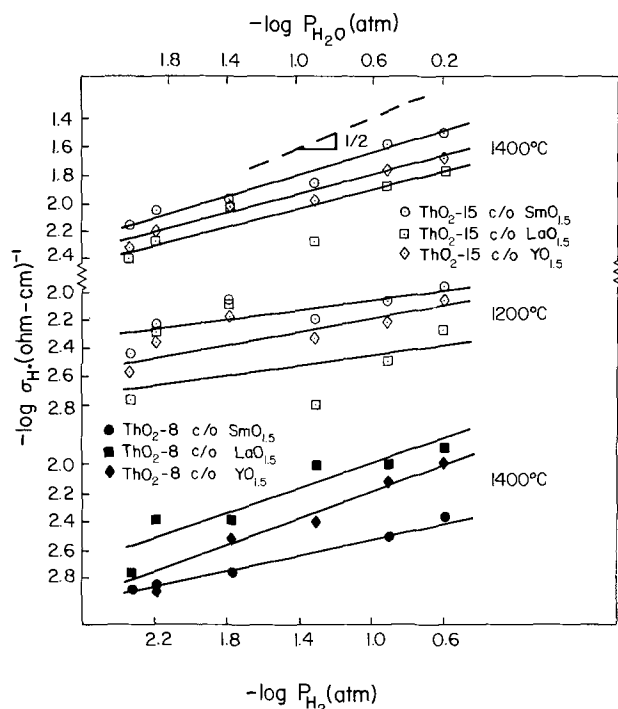 -log P_H₂O (atm)
1.8 1.4 1.0 0.6 0.2
1/2
1.4
1.6
1.8
2.0
2.2
2.4
1400°C
⊙ ThO₂-15 c/o SmO₁.₅
⊡ ThO₂-15 c/o LaO₁.₅
◇ ThO₂-15 c/o YO₁.₅
2.0
2.2
2.4
2.6
2.8
1200°C
-log σ_H• (ohm-cm)⁻¹
● ThO₂-8 c/o SmO₁.₅
■ ThO₂-8 c/o LaO₁.₅
◆ ThO₂-8 c/o YO₁.₅
2.0
2.2
2.4
2.6
2.8
1400°C
2.2 1.8 1.4 1.0 0.6
-log P_H₂ (atm)